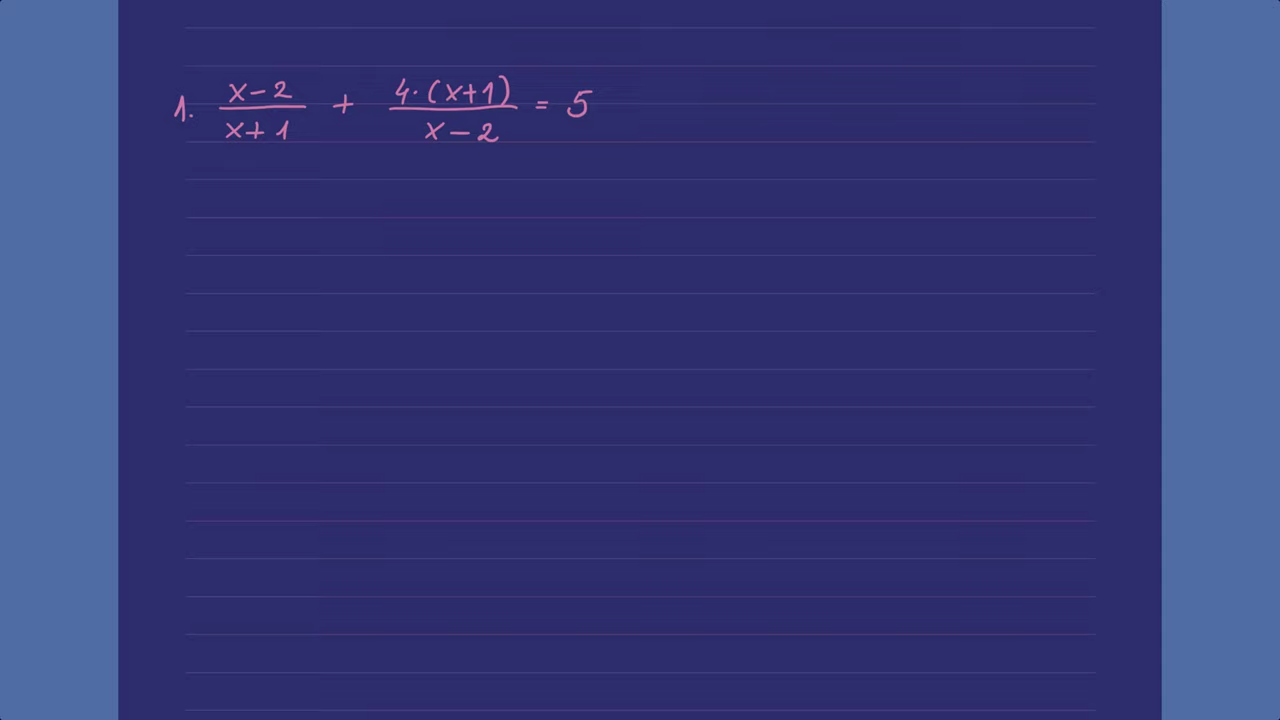 1. (x-2)/(x+1) + (4·(x+1))/(x-2) = 5